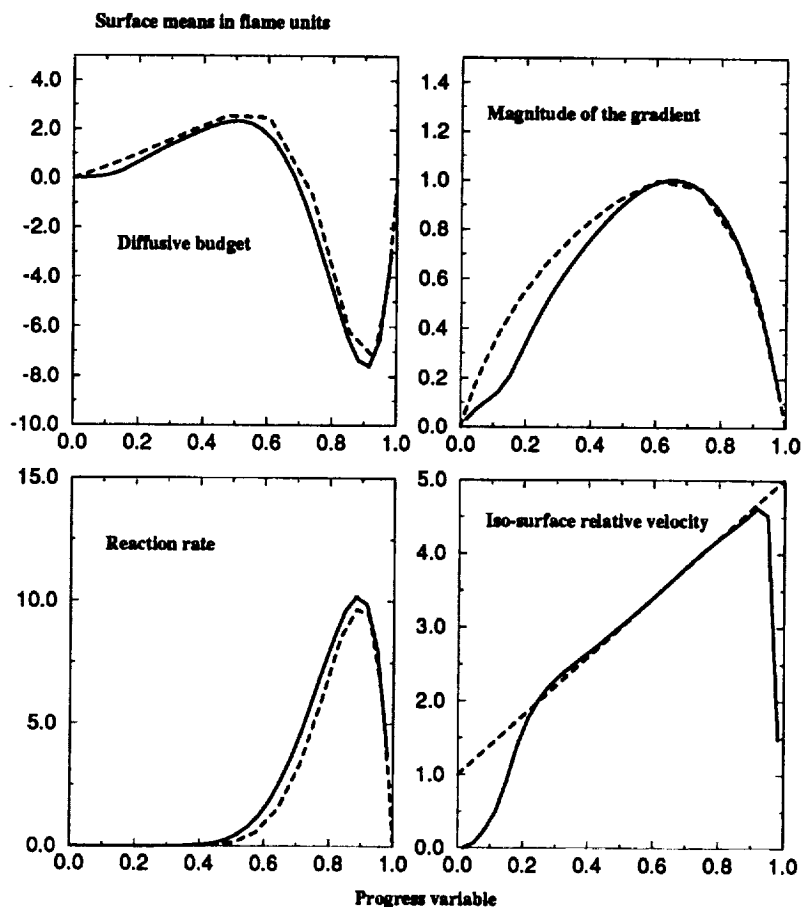 Surface means in flame units
4.0
2.0
0.0
-2.0
-4.0
-6.0
-8.0
-10.0
Diffusive budget
0.0 0.2 0.4 0.6 0.8 1.0
1.4
1.2
1.0
0.8
0.6
0.4
0.2
0.0
Magnitude of the gradient
0.0 0.2 0.4 0.6 0.8 1.0
15.0
10.0
5.0
0.0
Reaction rate
0.0 0.2 0.4 0.6 0.8 1.0
5.0
4.0
3.0
2.0
1.0
0.0
Iso-surface relative velocity
0.0 0.2 0.4 0.6 0.8 1.0
Progress variable